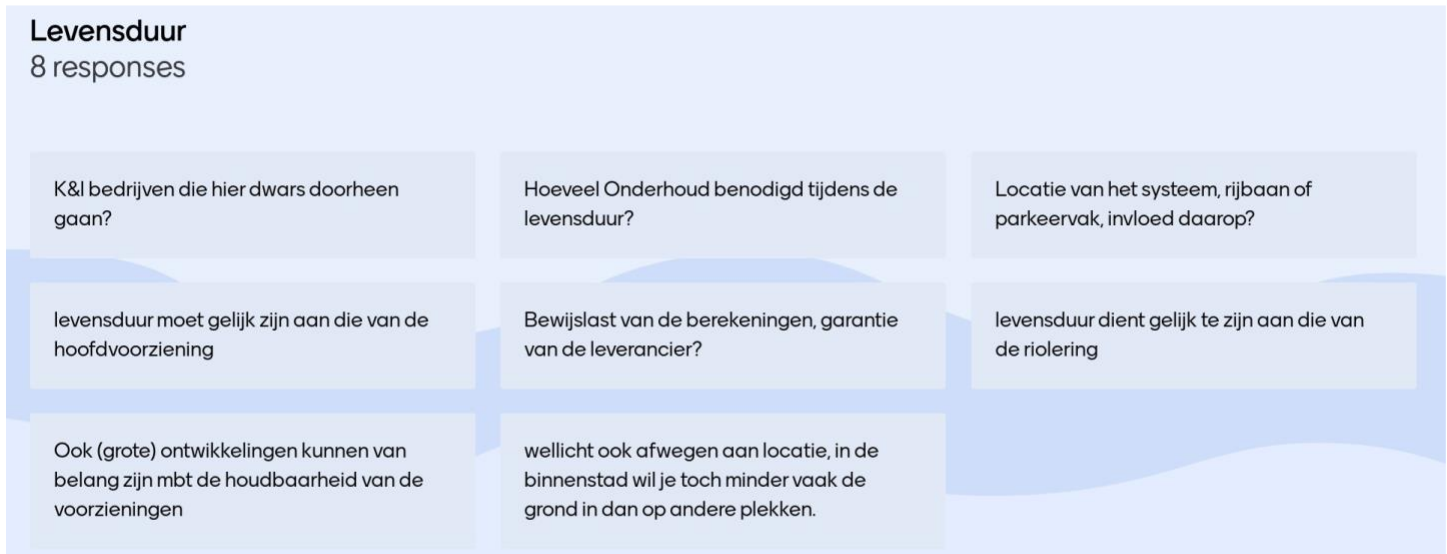 Levensduur
8 responses
K&I bedrijven die hier dwars doorheen
gaan?
Hoeveel Onderhoud benodigd tijdens de
levensduur?
Locatie van het systeem, rijbaan of
parkeervak, invloed daarop?
levensduur moet gelijk zijn aan die van de
hoofdvoorziening
Bewijslast van de berekeningen, garantie
van de leverancier?
levensduur dient gelijk te zijn aan die van
de riolering
Ook (grote) ontwikkelingen kunnen van
belang zijn mbt de houdbaarheid van de
voorzieningen
wellicht ook afwegen aan locatie, in de
binnenstad wil je toch minder vaak de
grond in dan op andere plekken.